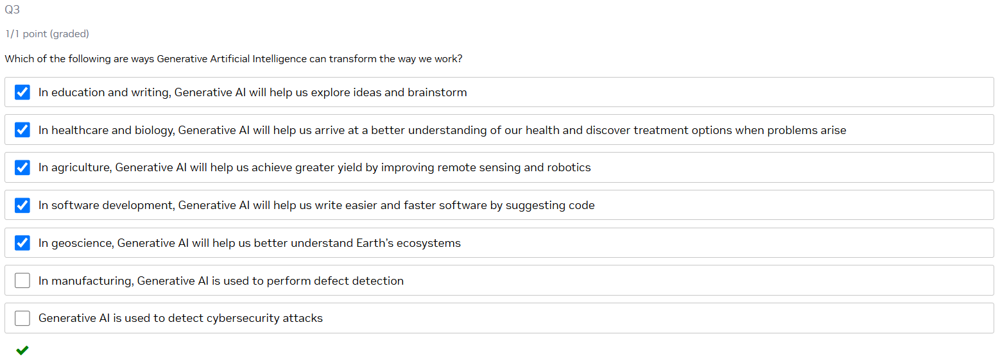 Q3
1/1 point (graded)
Which of the following are ways Generative Artificial Intelligence can transform the way we work?
In education and writing, Generative AI will help us explore ideas and brainstorm
In healthcare and biology, Generative AI will help us arrive at a better understanding of our health and discover treatment options when problems arise
In agriculture, Generative AI will help us achieve greater yield by improving remote sensing and robotics
In software development, Generative AI will help us write easier and faster software by suggesting code
In geoscience, Generative AI will help us better understand Earth’s ecosystems
In manufacturing, Generative AI is used to perform defect detection
Generative AI is used to detect cybersecurity attacks